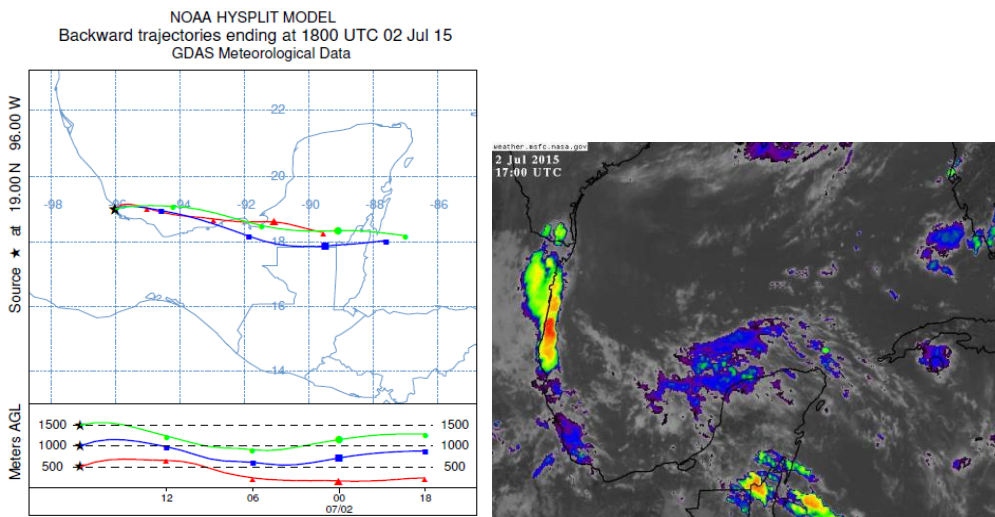 NOAA HYSPLIT MODEL
Backward trajectories ending at 1800 UTC 02 Jul 15
GDAS Meteorological Data
Source ★ at 19.00 N 96.00 W
22
20
-98
-96
-94
-92
-90
-88
-86
18
16
14
Meters AGL
1500
1500
1000
1000
500
500
12
06
00
18
07/02
weather.msfc.nasa.gov
2 Jul 2015
17:00 UTC